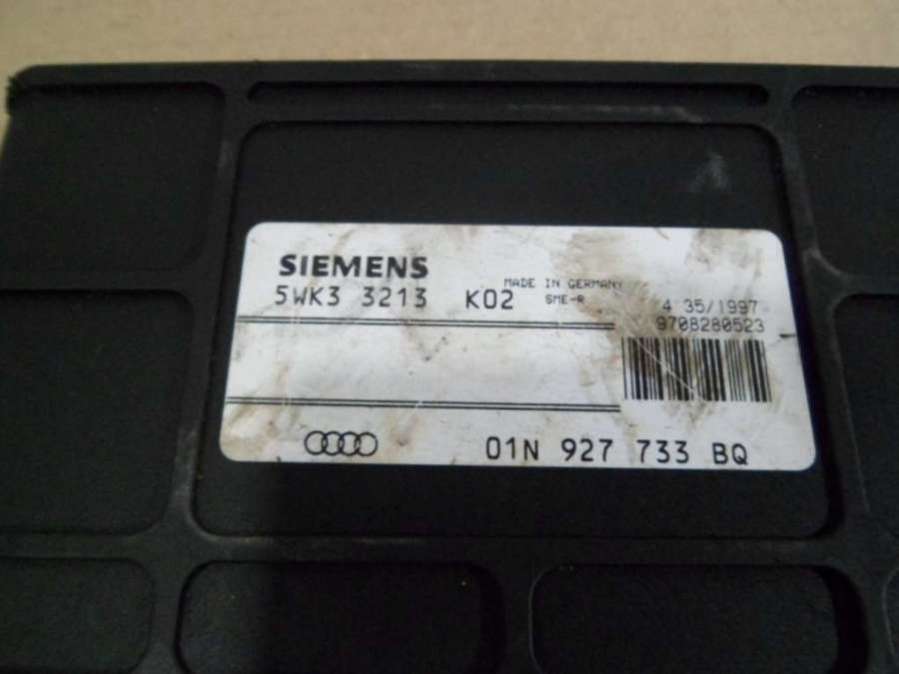 SIEMENS
MADE IN GERMANY
5WK3 3213 K02 SME-R 4 35/1997
9708280523
01N 927 733 BQ